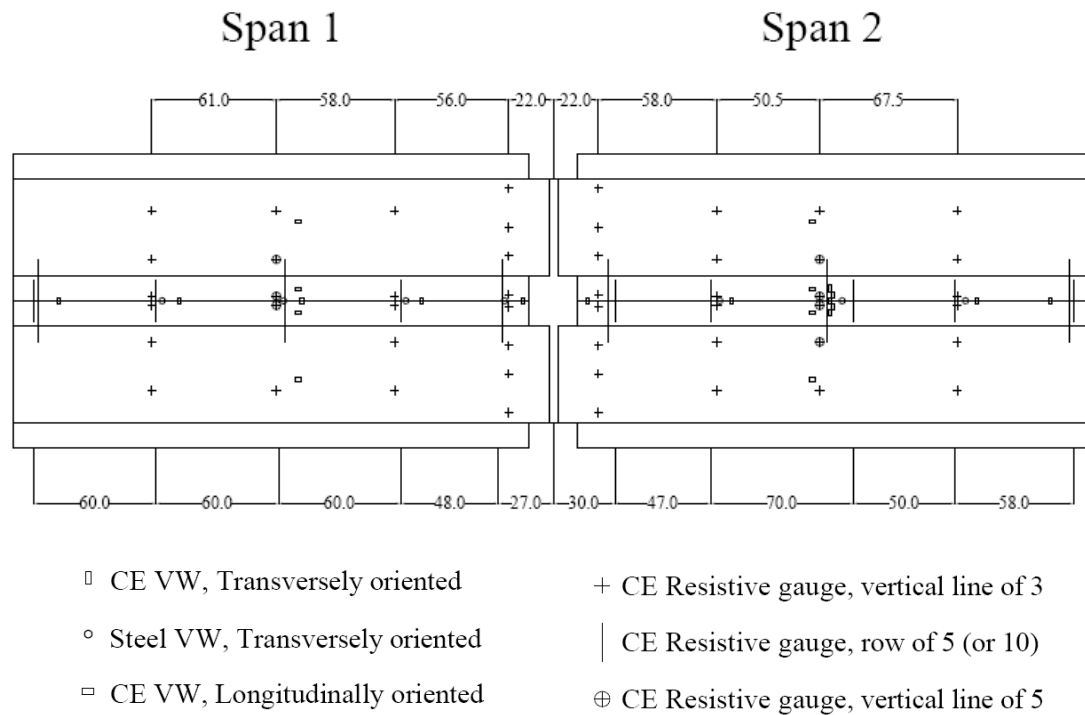 Span 1 Span 2
61.0 58.0 56.0 22.0 22.0 58.0 50.5 67.5
60.0 60.0 60.0 48.0 27.0 30.0 47.0 70.0 50.0 58.0
CE VW, Transversely oriented
Steel VW, Transversely oriented
CE VW, Longitudinally oriented
CE Resistive gauge, vertical line of 3
CE Resistive gauge, row of 5 (or 10)
CE Resistive gauge, vertical line of 5